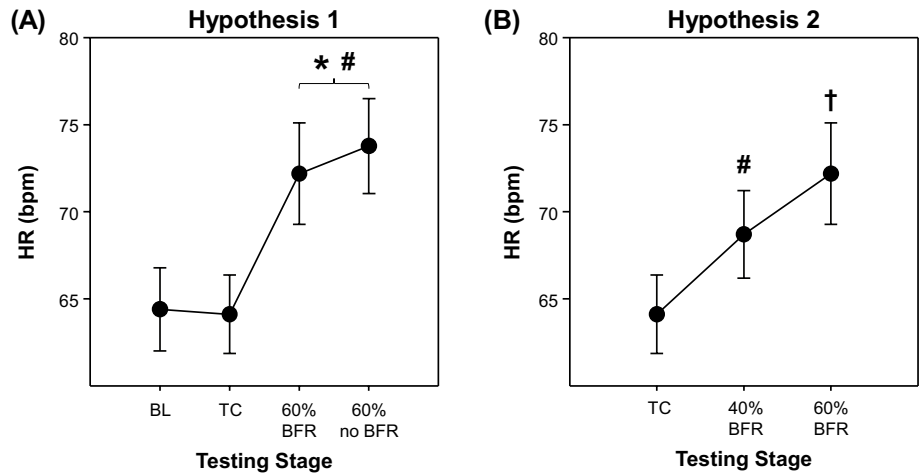 (A) Hypothesis 1
80
75
70
65
HR (bpm)
* #
BL
TC
60%
BFR
60%
no BFR
Testing Stage
(B) Hypothesis 2
80
75
70
65
HR (bpm)
#
†
TC
40%
BFR
60%
BFR
Testing Stage